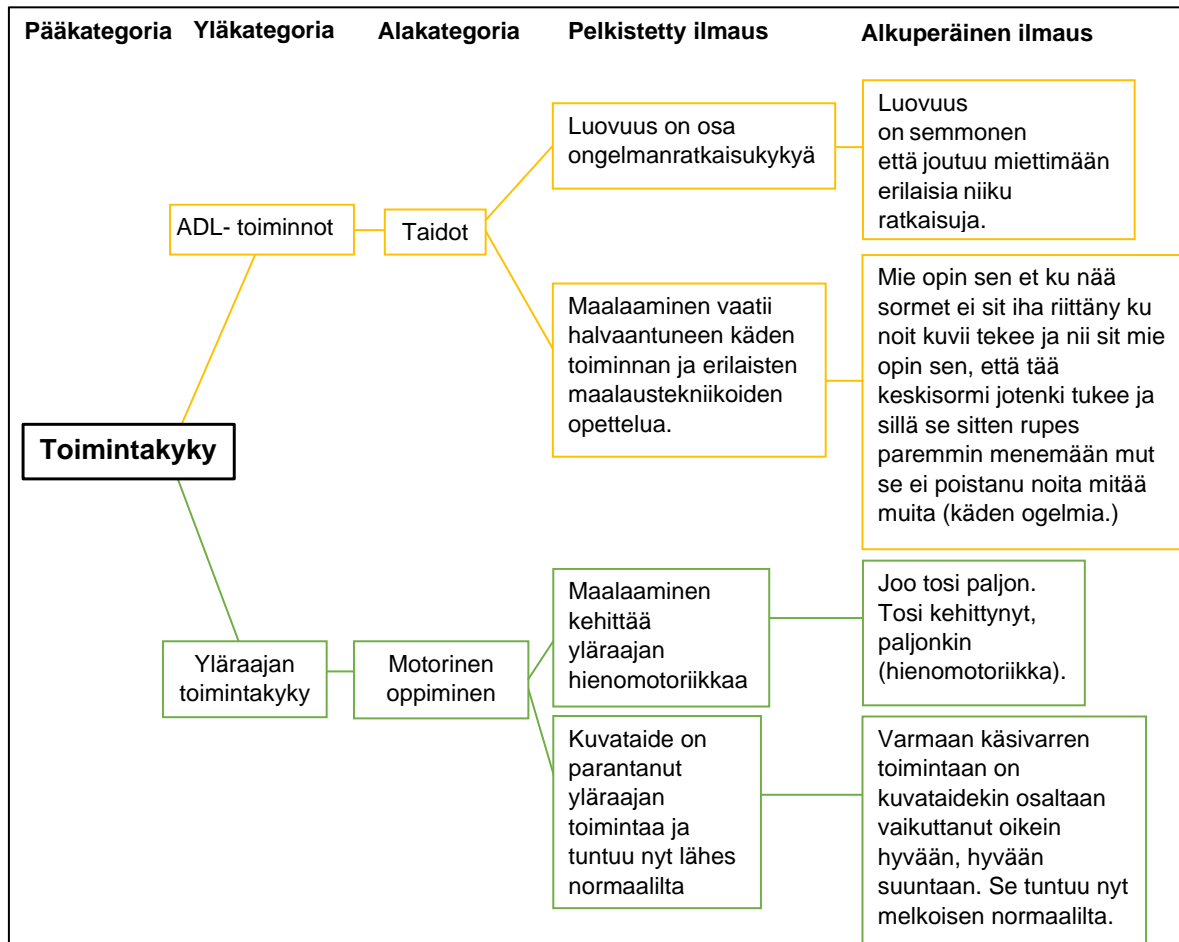 Pääkategoria Yläkategoria Alakategoria Pelkistetty ilmaus Alkuperäinen ilmaus
Luovuus on osa
ongelmanratkaisukykyä
Luovuus
on semmonen
että joutuu miettimään
erilaisia niiku
ratkaisuja.
ADL- toiminnot
Taidot
Maalaaminen vaatii
halvaantuneen käden
toiminnan ja erilaisten
maalaustekniikoiden
opettelua.
Mie opin sen et ku nää
sormet ei sit iha riittäny ku
noit kuvii tekee ja nii sit mie
opin sen, että tää
keskisormi jotenki tukee ja
sillä se sitten rupes
paremmin menemään mut
se ei poistanu noita mitää
muita (käden ogelmia.)
Toimintakyky
Yläraajan
toimintakyky
Motorinen
oppiminen
Maalaaminen
kehittää
yläraajan
hienomotoriikkaa
Joo tosi paljon.
Tosi kehittynyt,
paljonkin
(hienomotoriikka).
Kuvataide on
parantanut
yläraajan
toimintaa ja
tuntuu nyt lähes
normaalilta
Varmaan käsivarren
toimintaan on
kuvataidekin osaltaan
vaikuttanut oikein
hyvään, hyvään
suuntaan. Se tuntuu nyt
melkoisen normaalilta.